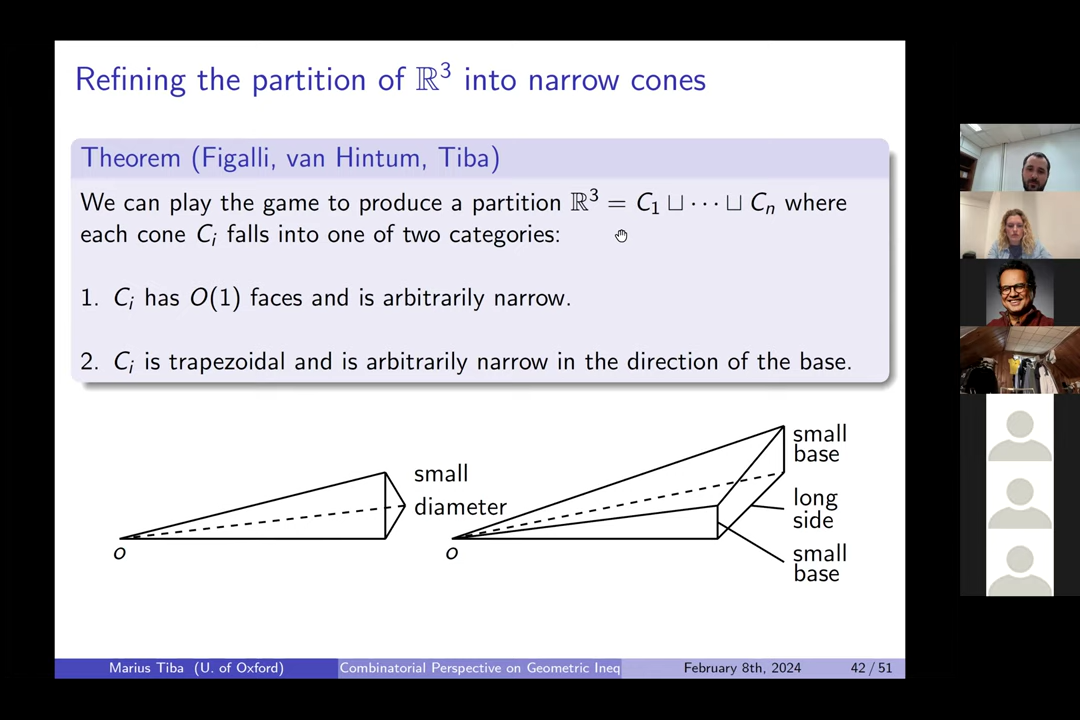 Refining the partition of ℝ³ into narrow cones
Theorem (Figalli, van Hintum, Tiba)
We can play the game to produce a partition ℝ³ = C₁ ⊔ ··· ⊔ Cₙ where
each cone Cᵢ falls into one of two categories:
1. Cᵢ has O(1) faces and is arbitrarily narrow.
2. Cᵢ is trapezoidal and is arbitrarily narrow in the direction of the base.
small
diameter
o
small
base
long
side
small
base
o
Marius Tiba (U. of Oxford) Combinatorial Perspective on Geometric Ineq February 8th, 2024 42 / 51